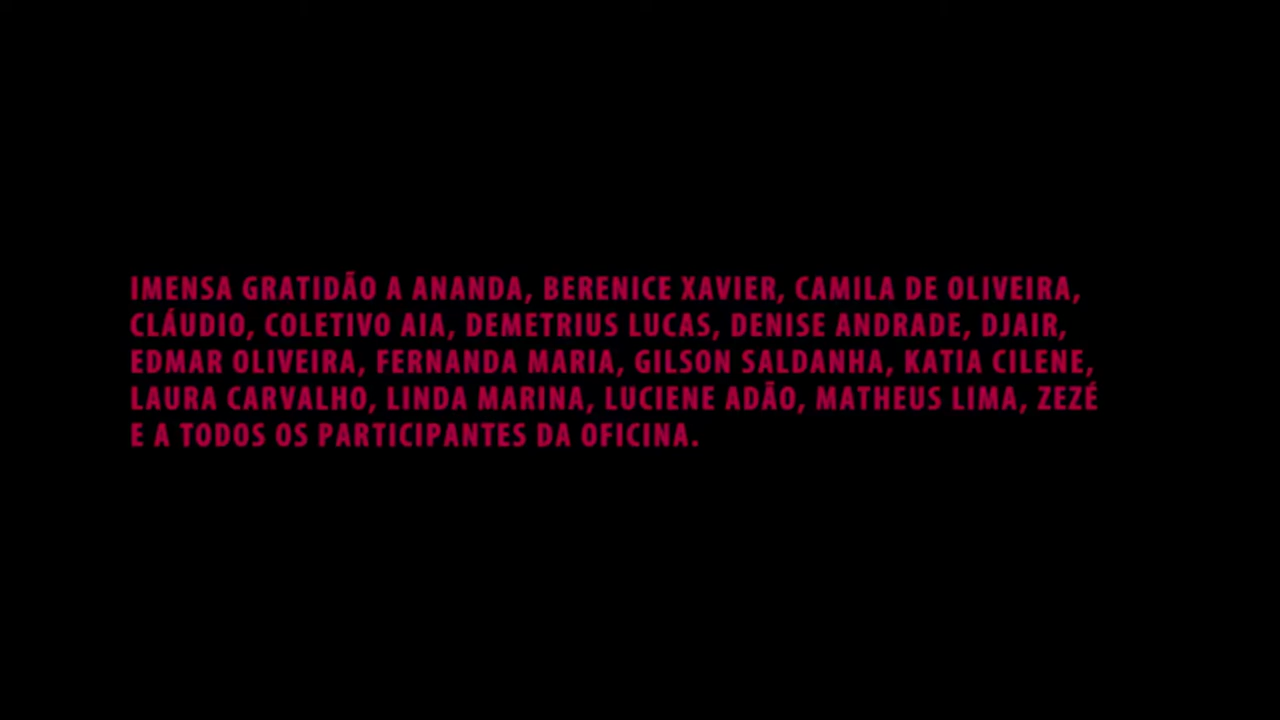 IMENSA GRATIDÃO A ANANDA, BERENICE XAVIER, CAMILA DE OLIVEIRA,
CLÁUDIO, COLETIVO AIA, DEMETRIUS LUCAS, DENISE ANDRADE, DJAIR,
EDMAR OLIVEIRA, FERNANDA MARIA, GILSON SALDANHA, KATIA CILENE,
LAURA CARVALHO, LINDA MARINA, LUCIENE ADÃO, MATHEUS LIMA, ZEZÉ
E A TODOS OS PARTICIPANTES DA OFICINA.